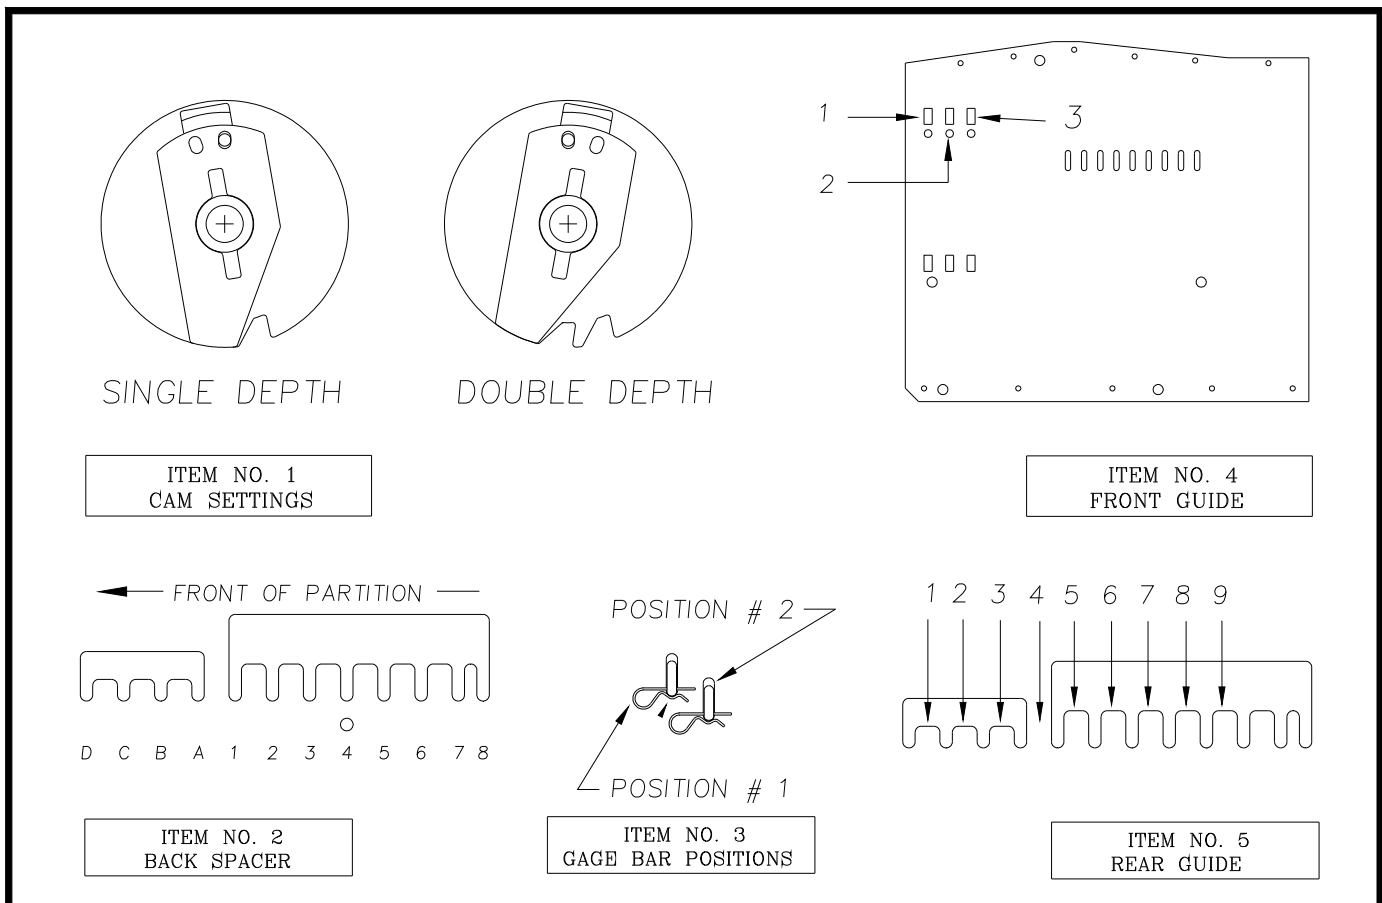 SINGLE DEPTH
DOUBLE DEPTH
ITEM NO. 1
CAM SETTINGS
1
3
2
ITEM NO. 4
FRONT GUIDE
FRONT OF PARTITION
D C B A 1 2 3 4 5 6 7 8
ITEM NO. 2
BACK SPACER
POSITION # 2
POSITION # 1
ITEM NO. 3
GAGE BAR POSITIONS
1 2 3 4 5 6 7 8 9
ITEM NO. 5
REAR GUIDE